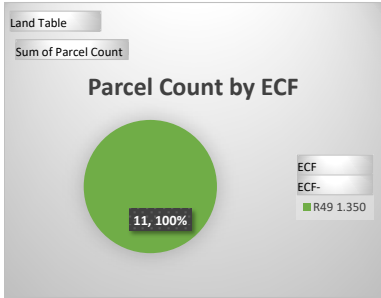 Land Table
Sum of Parcel Count
Parcel Count by ECF
11, 100%
ECF
ECF-
R49 1.350